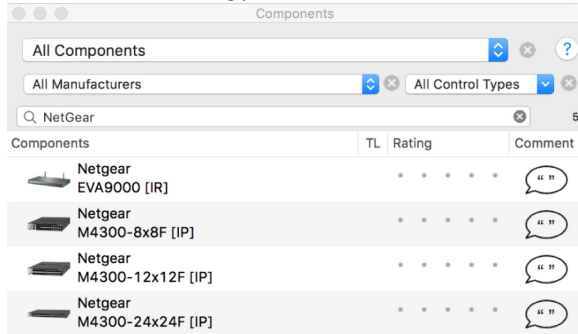 Components
All Components
?
All Manufacturers
All Control Types
NetGear
5
Components TL Rating Comment
Netgear
EVA9000 [IR]
“ ”
Netgear
M4300-8x8F [IP]
“ ”
Netgear
M4300-12x12F [IP]
“ ”
Netgear
M4300-24x24F [IP]
“ ”